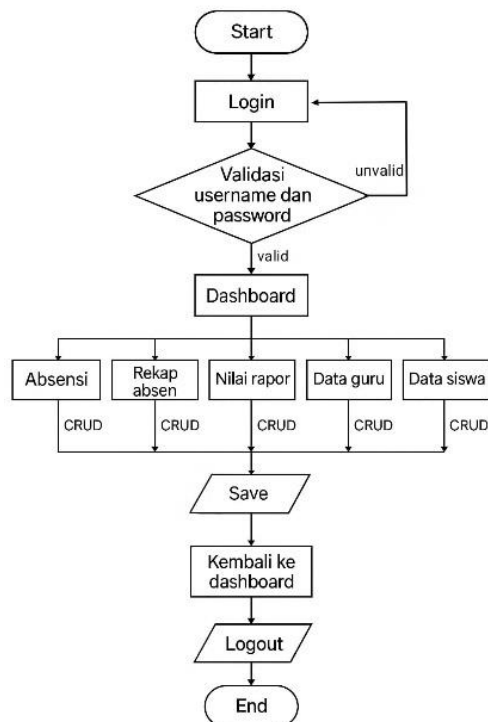 Start
Login
Validasi
username dan
password
unvalid
valid
Dashboard
Absensi
Rekap
absen
Nilai rapor
Data guru
Data siswa
CRUD
CRUD
CRUD
CRUD
CRUD
Save
Kembali ke
dashboard
Logout
End